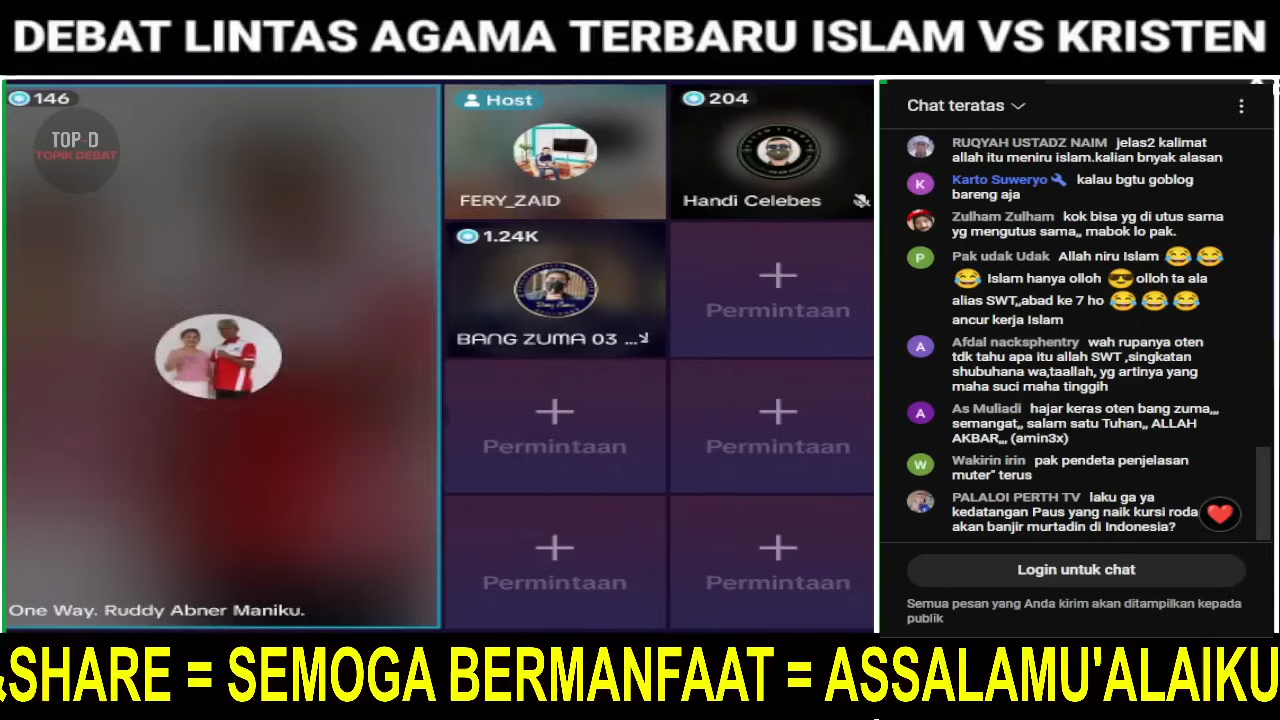 DEBAT LINTAS AGAMA TERBARU ISLAM VS KRISTEN
146
TOP-D
TOPIK DEBAT
One Way. Ruddy Abner Maniku.
Host
FERY_ZAID
204
Handi Celebes
1.24K
BANG ZUMA 03 ...
Permintaan
Permintaan
Permintaan
Permintaan
Permintaan
Chat teratas
RUQYAH USTADZ NAIM jelas2 kalimat
allah itu meniru islam.kalian bnyak alasan
K
Karto Suweryo kalau bgtu goblog
bareng aja
Zulham Zulham kok bisa yg di utus sama
yg mengutus sama,, mabok lo pak.
P
Pak udak Udak Allah niru Islam 😂😂
😂 Islam hanya olloh 😎 olloh ta ala
alias SWT,,abad ke 7 ho 😂😂😂
ancur kerja Islam
A
Afdal nacksphentry wah rupanya oten
tdk tahu apa itu allah SWT ,singkatan
shubuhana wa,taallah, yg artinya yang
maha suci maha tinggih
A
As Muliadi hajar keras oten bang zuma,,,
semangat,, salam satu Tuhan,, ALLAH
AKBAR,,, (amin3x)
W
Wakirin irin pak pendeta penjelasan
muter" terus
PALALOI PERTH TV laku ga ya
kedatangan Paus yang naik kursi roda
akan banjir murtadin di Indonesia?
Login untuk chat
Semua pesan yang Anda kirim akan ditampilkan kepada
publik
&SHARE = SEMOGA BERMANFAAT = ASSALAMU'ALAIKU